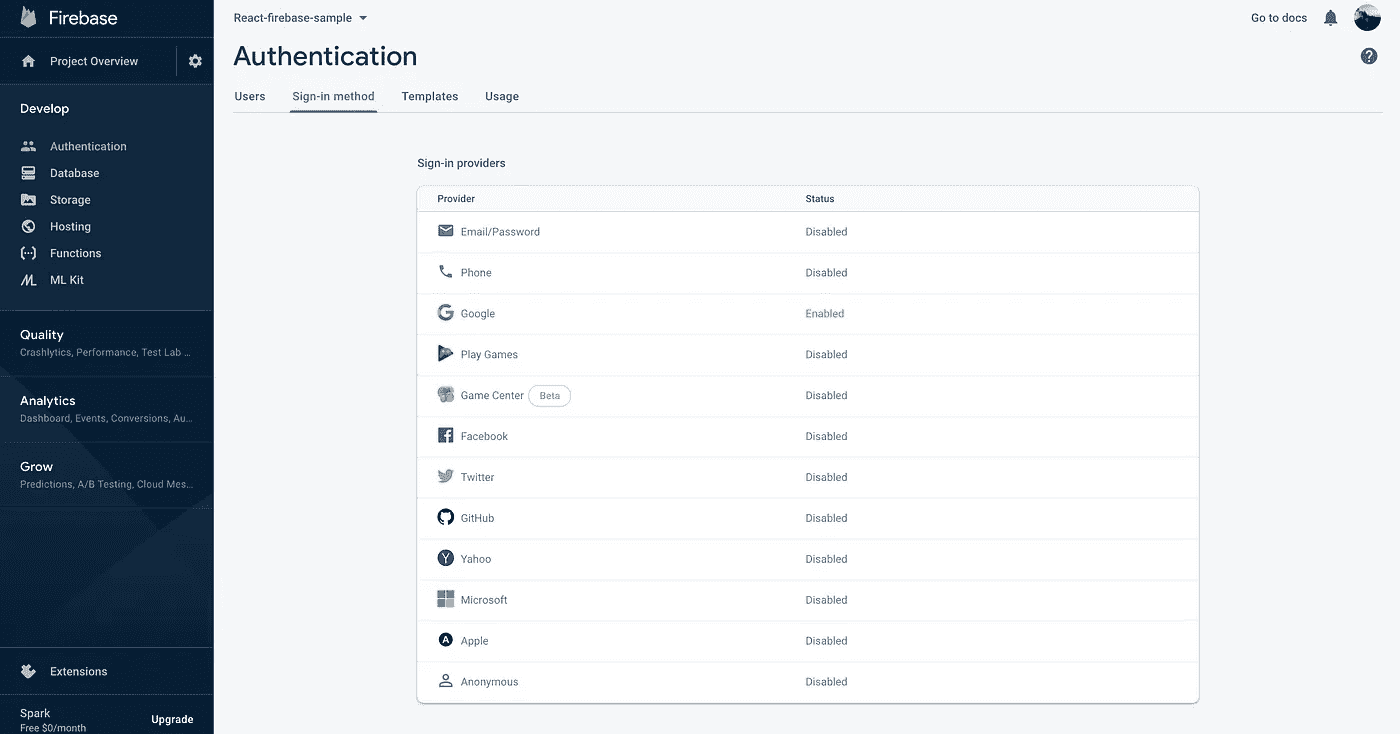 Firebase
Project Overview
Develop
Authentication
Database
Storage
Hosting
Functions
ML Kit
Quality
Crashlytics, Performance, Test Lab ...
Analytics
Dashboard, Events, Conversions, Au...
Grow
Predictions, A/B Testing, Cloud Mes...
Extensions
Spark
Free $0/month
Upgrade
React-firebase-sample
Go to docs
Authentication
Users Sign-in method Templates Usage
Sign-in providers
Provider Status
Email/Password Disabled
Phone Disabled
Google Enabled
Play Games Disabled
Game Center Beta Disabled
Facebook Disabled
Twitter Disabled
GitHub Disabled
Yahoo Disabled
Microsoft Disabled
Apple Disabled
Anonymous Disabled